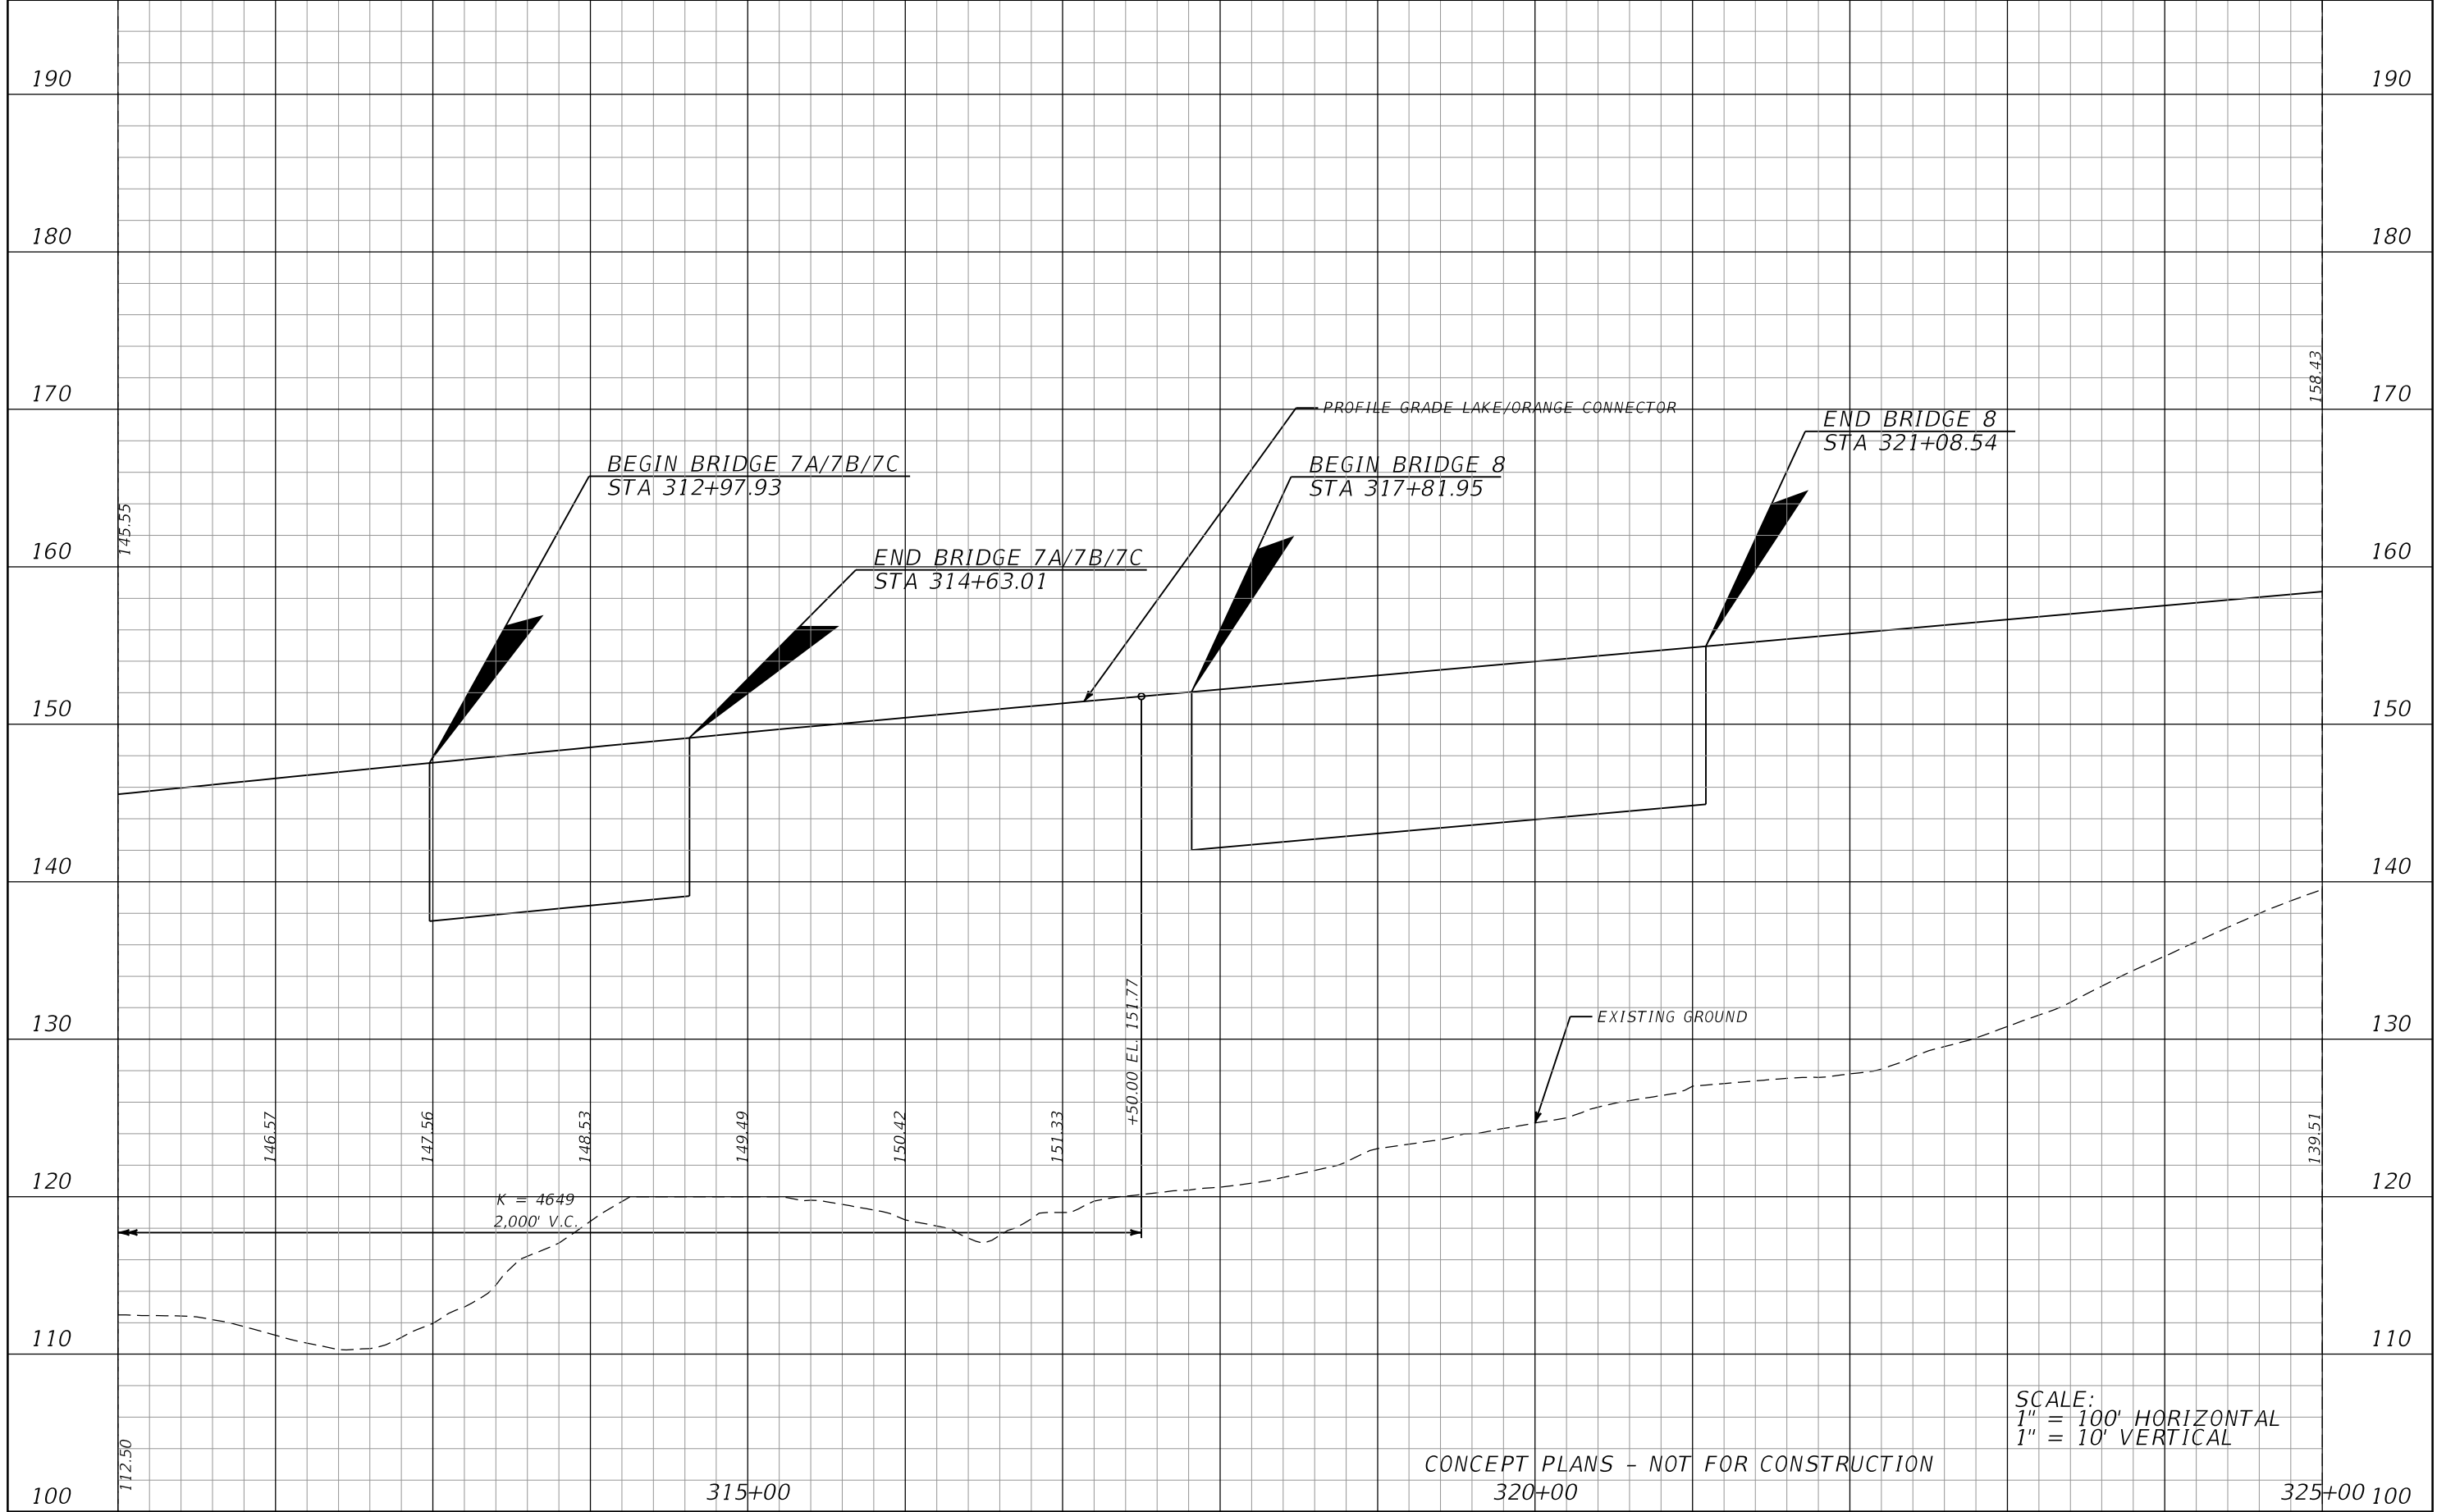 190
190
180
180
170
170
160
160
150
150
140
140
130
130
120
120
110
110
100
100
158.43
145.55
PROFILE GRADE LAKE/ORANGE CONNECTOR
END BRIDGE 8
STA 321+08.54
BEGIN BRIDGE 7A/7B/7C
STA 312+97.93
BEGIN BRIDGE 8
STA 317+81.95
END BRIDGE 7A/7B/7C
STA 314+63.01
+50.00 EL. 151.77
EXISTING GROUND
146.57
147.56
148.53
149.49
150.42
151.33
139.51
K = 4649
2,000' V.C.
112.50
SCALE:
1" = 100' HORIZONTAL
1" = 10' VERTICAL
CONCEPT PLANS - NOT FOR CONSTRUCTION
315+00
320+00
325+00